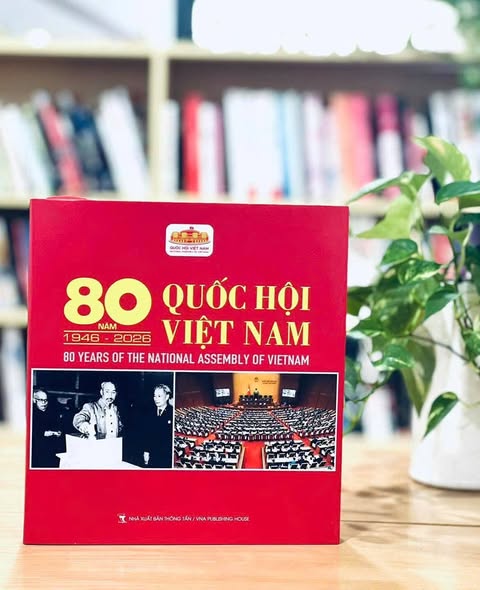 QUỐC HỘI VIỆT NAM
80
NĂM
1946 - 2026
QUỐC HỘI
VIỆT NAM
80 YEARS OF THE NATIONAL ASSEMBLY OF VIETNAM
NHÀ XUẤT BẢN THÔNG TẤN / VNA PUBLISHING HOUSE